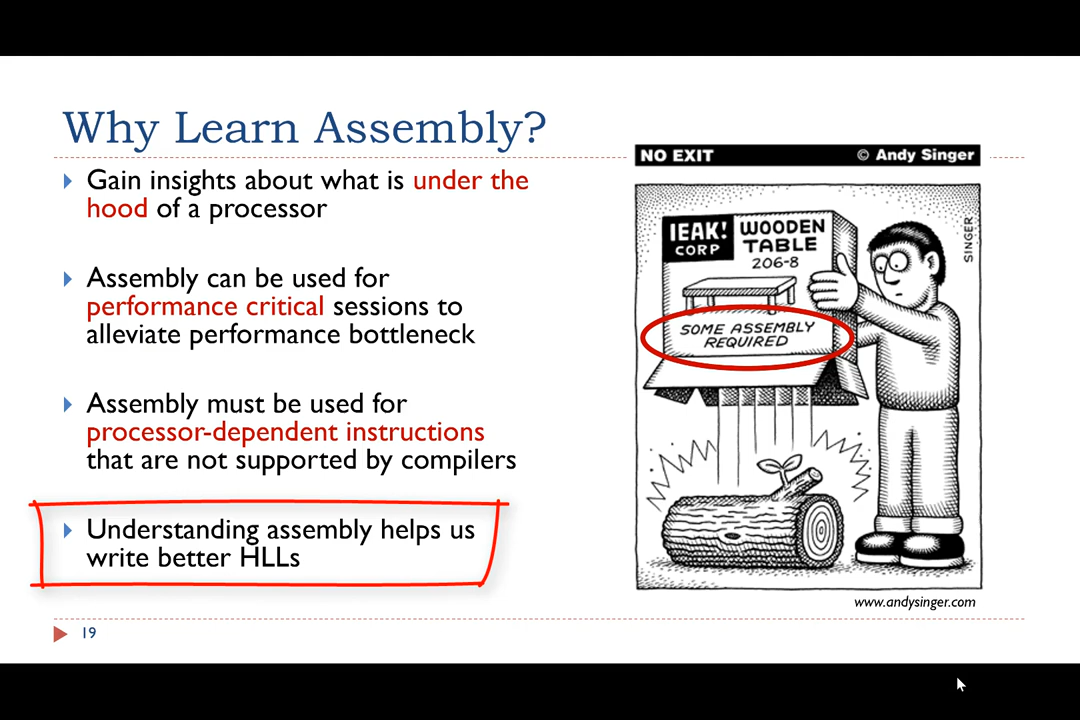 Why Learn Assembly?
Gain insights about what is under the
hood of a processor
Assembly can be used for
performance critical sessions to
alleviate performance bottleneck
Assembly must be used for
processor-dependent instructions
that are not supported by compilers
Understanding assembly helps us
write better HLLs
19
NO EXIT © Andy Singer
SINGER
IEAK! CORP
WOODEN TABLE
206-8
SOME ASSEMBLY
REQUIRED
www.andysinger.com